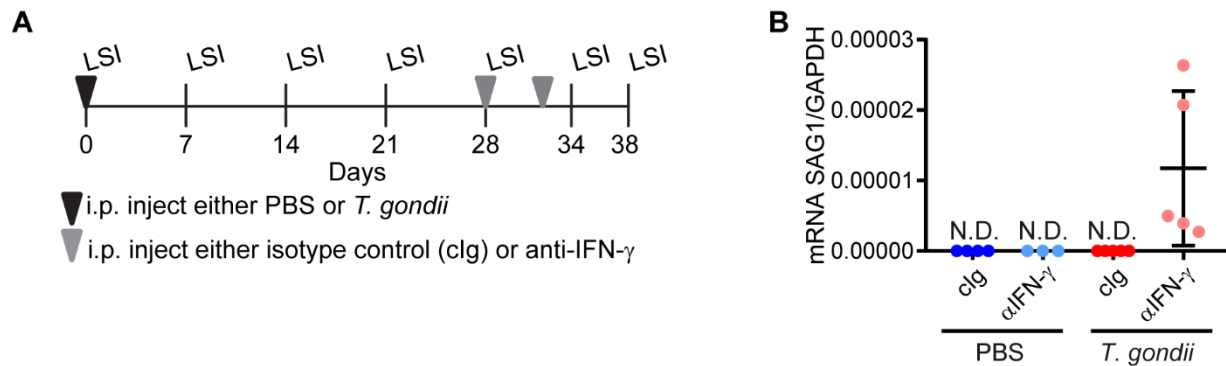 A
LSI LSI LSI LSI LSI LSI LSI
0 7 14 21 28 34 38
Days
i.p. inject either PBS or T. gondii
i.p. inject either isotype control (cIg) or anti-IFN-γ
B
mRNA SAG1/GAPDH
0.00003
0.00002
0.00001
0.00000
N.D. N.D. N.D.
cIg αIFN-γ cIg αIFN-γ
PBS T. gondii